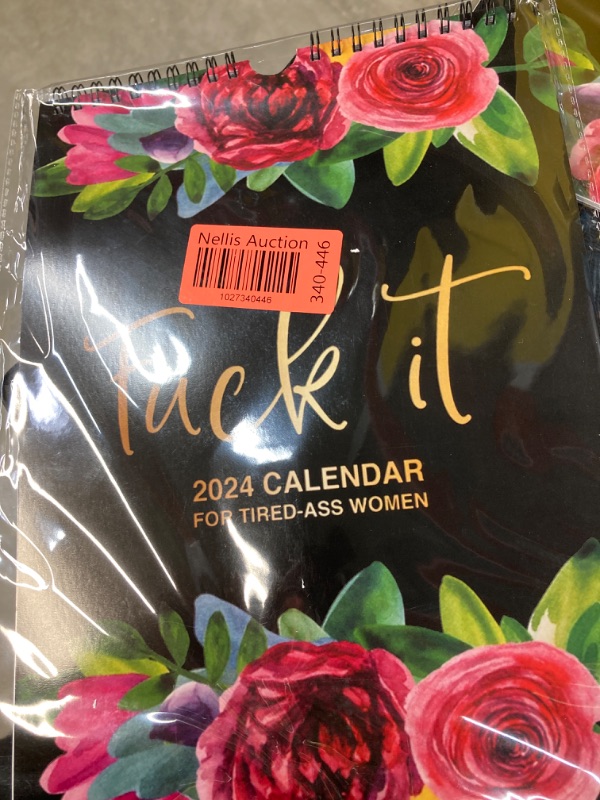 Nellis Auction
1027340446
340-446
Fuck it
2024 CALENDAR
FOR TIRED-ASS WOMEN